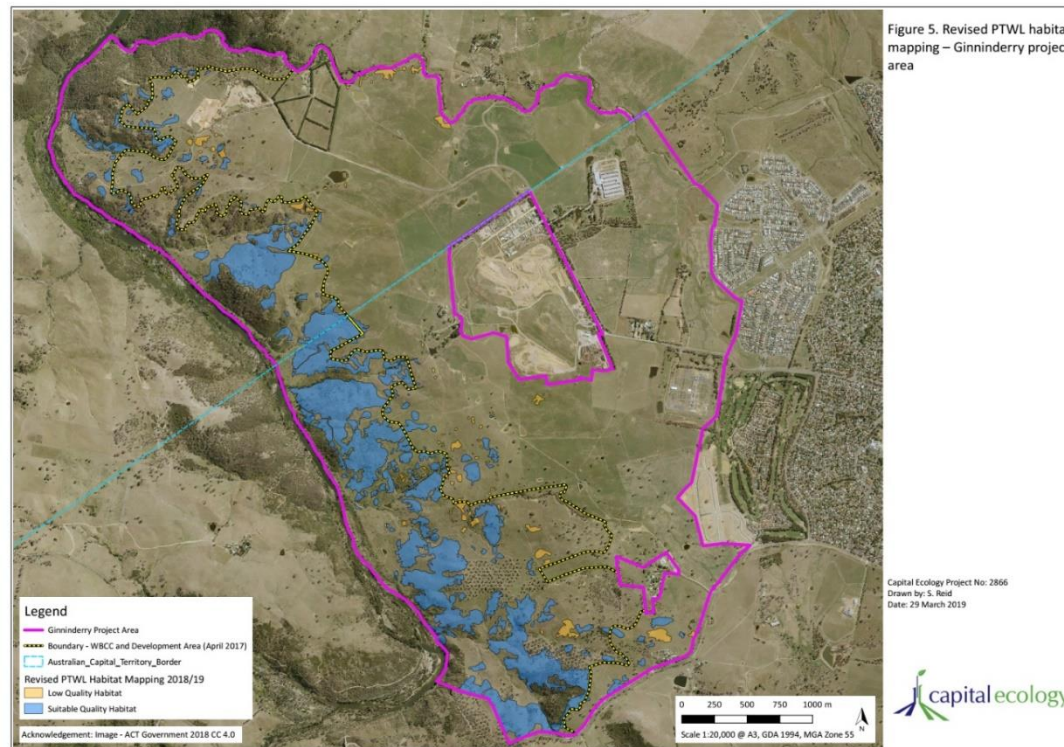 Figure 5. Revised PTWL habita
mapping – Ginninderry projec
area
Legend
Ginninderry Project Area
Boundary - WBCC and Development Area (April 2017)
Australian_Capital_Territory_Border
Revised PTWL Habitat Mapping 2018/19
Low Quality Habitat
Suitable Quality Habitat
Acknowledgement: Image - ACT Government 2018 CC 4.0
0 250 500 750 1000 m
Scale 1:20,000 @ A3, GDA 1994, MGA Zone 55
N
Capital Ecology Project No: 2866
Drawn by: S. Reid
Date: 29 March 2019
capital ecology